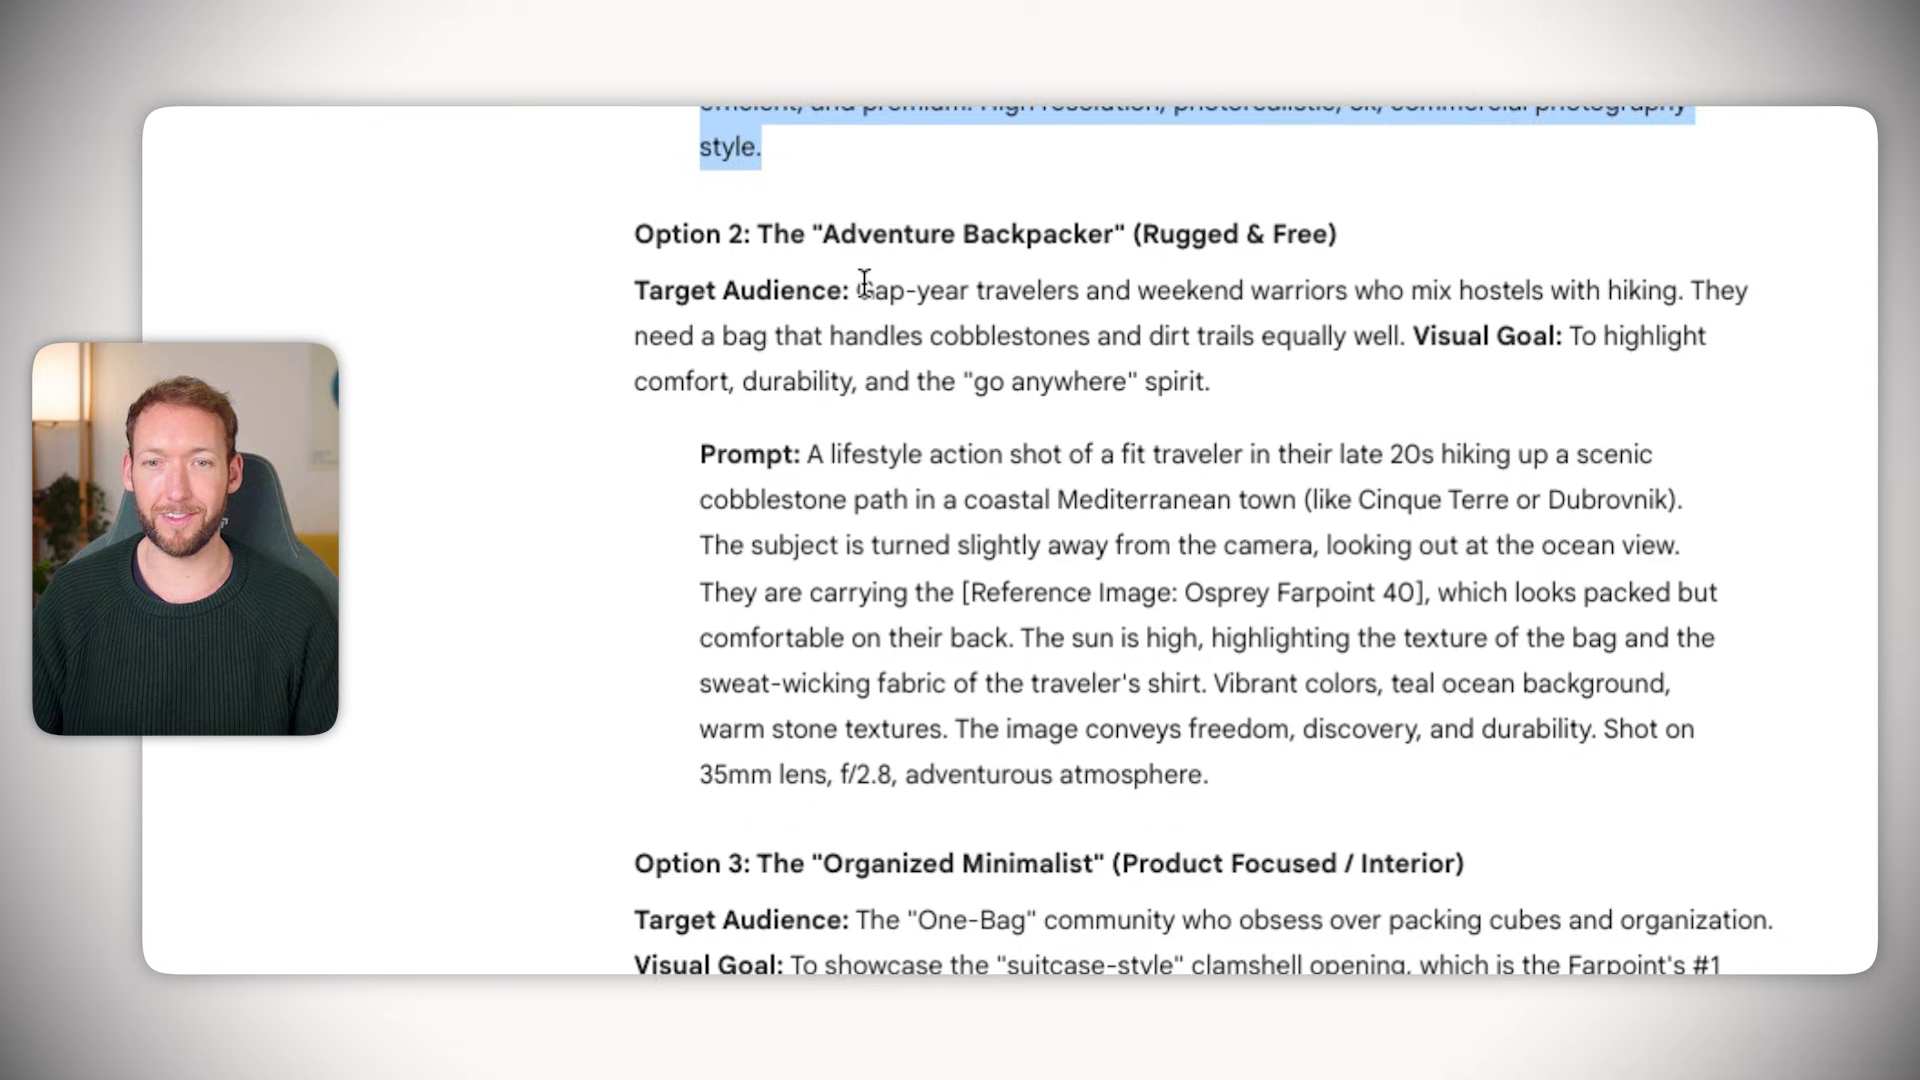 efficient, and premium. High resolution, photorealistic, 8k, commercial photography
style.
Option 2: The "Adventure Backpacker" (Rugged & Free)
Target Audience: Gap-year travelers and weekend warriors who mix hostels with hiking. They
need a bag that handles cobblestones and dirt trails equally well. Visual Goal: To highlight
comfort, durability, and the "go anywhere" spirit.
Prompt: A lifestyle action shot of a fit traveler in their late 20s hiking up a scenic
cobblestone path in a coastal Mediterranean town (like Cinque Terre or Dubrovnik).
The subject is turned slightly away from the camera, looking out at the ocean view.
They are carrying the [Reference Image: Osprey Farpoint 40], which looks packed but
comfortable on their back. The sun is high, highlighting the texture of the bag and the
sweat-wicking fabric of the traveler's shirt. Vibrant colors, teal ocean background,
warm stone textures. The image conveys freedom, discovery, and durability. Shot on
35mm lens, f/2.8, adventurous atmosphere.
Option 3: The "Organized Minimalist" (Product Focused / Interior)
Target Audience: The "One-Bag" community who obsess over packing cubes and organization.
Visual Goal: To showcase the "suitcase-style" clamshell opening, which is the Farpoint's #1